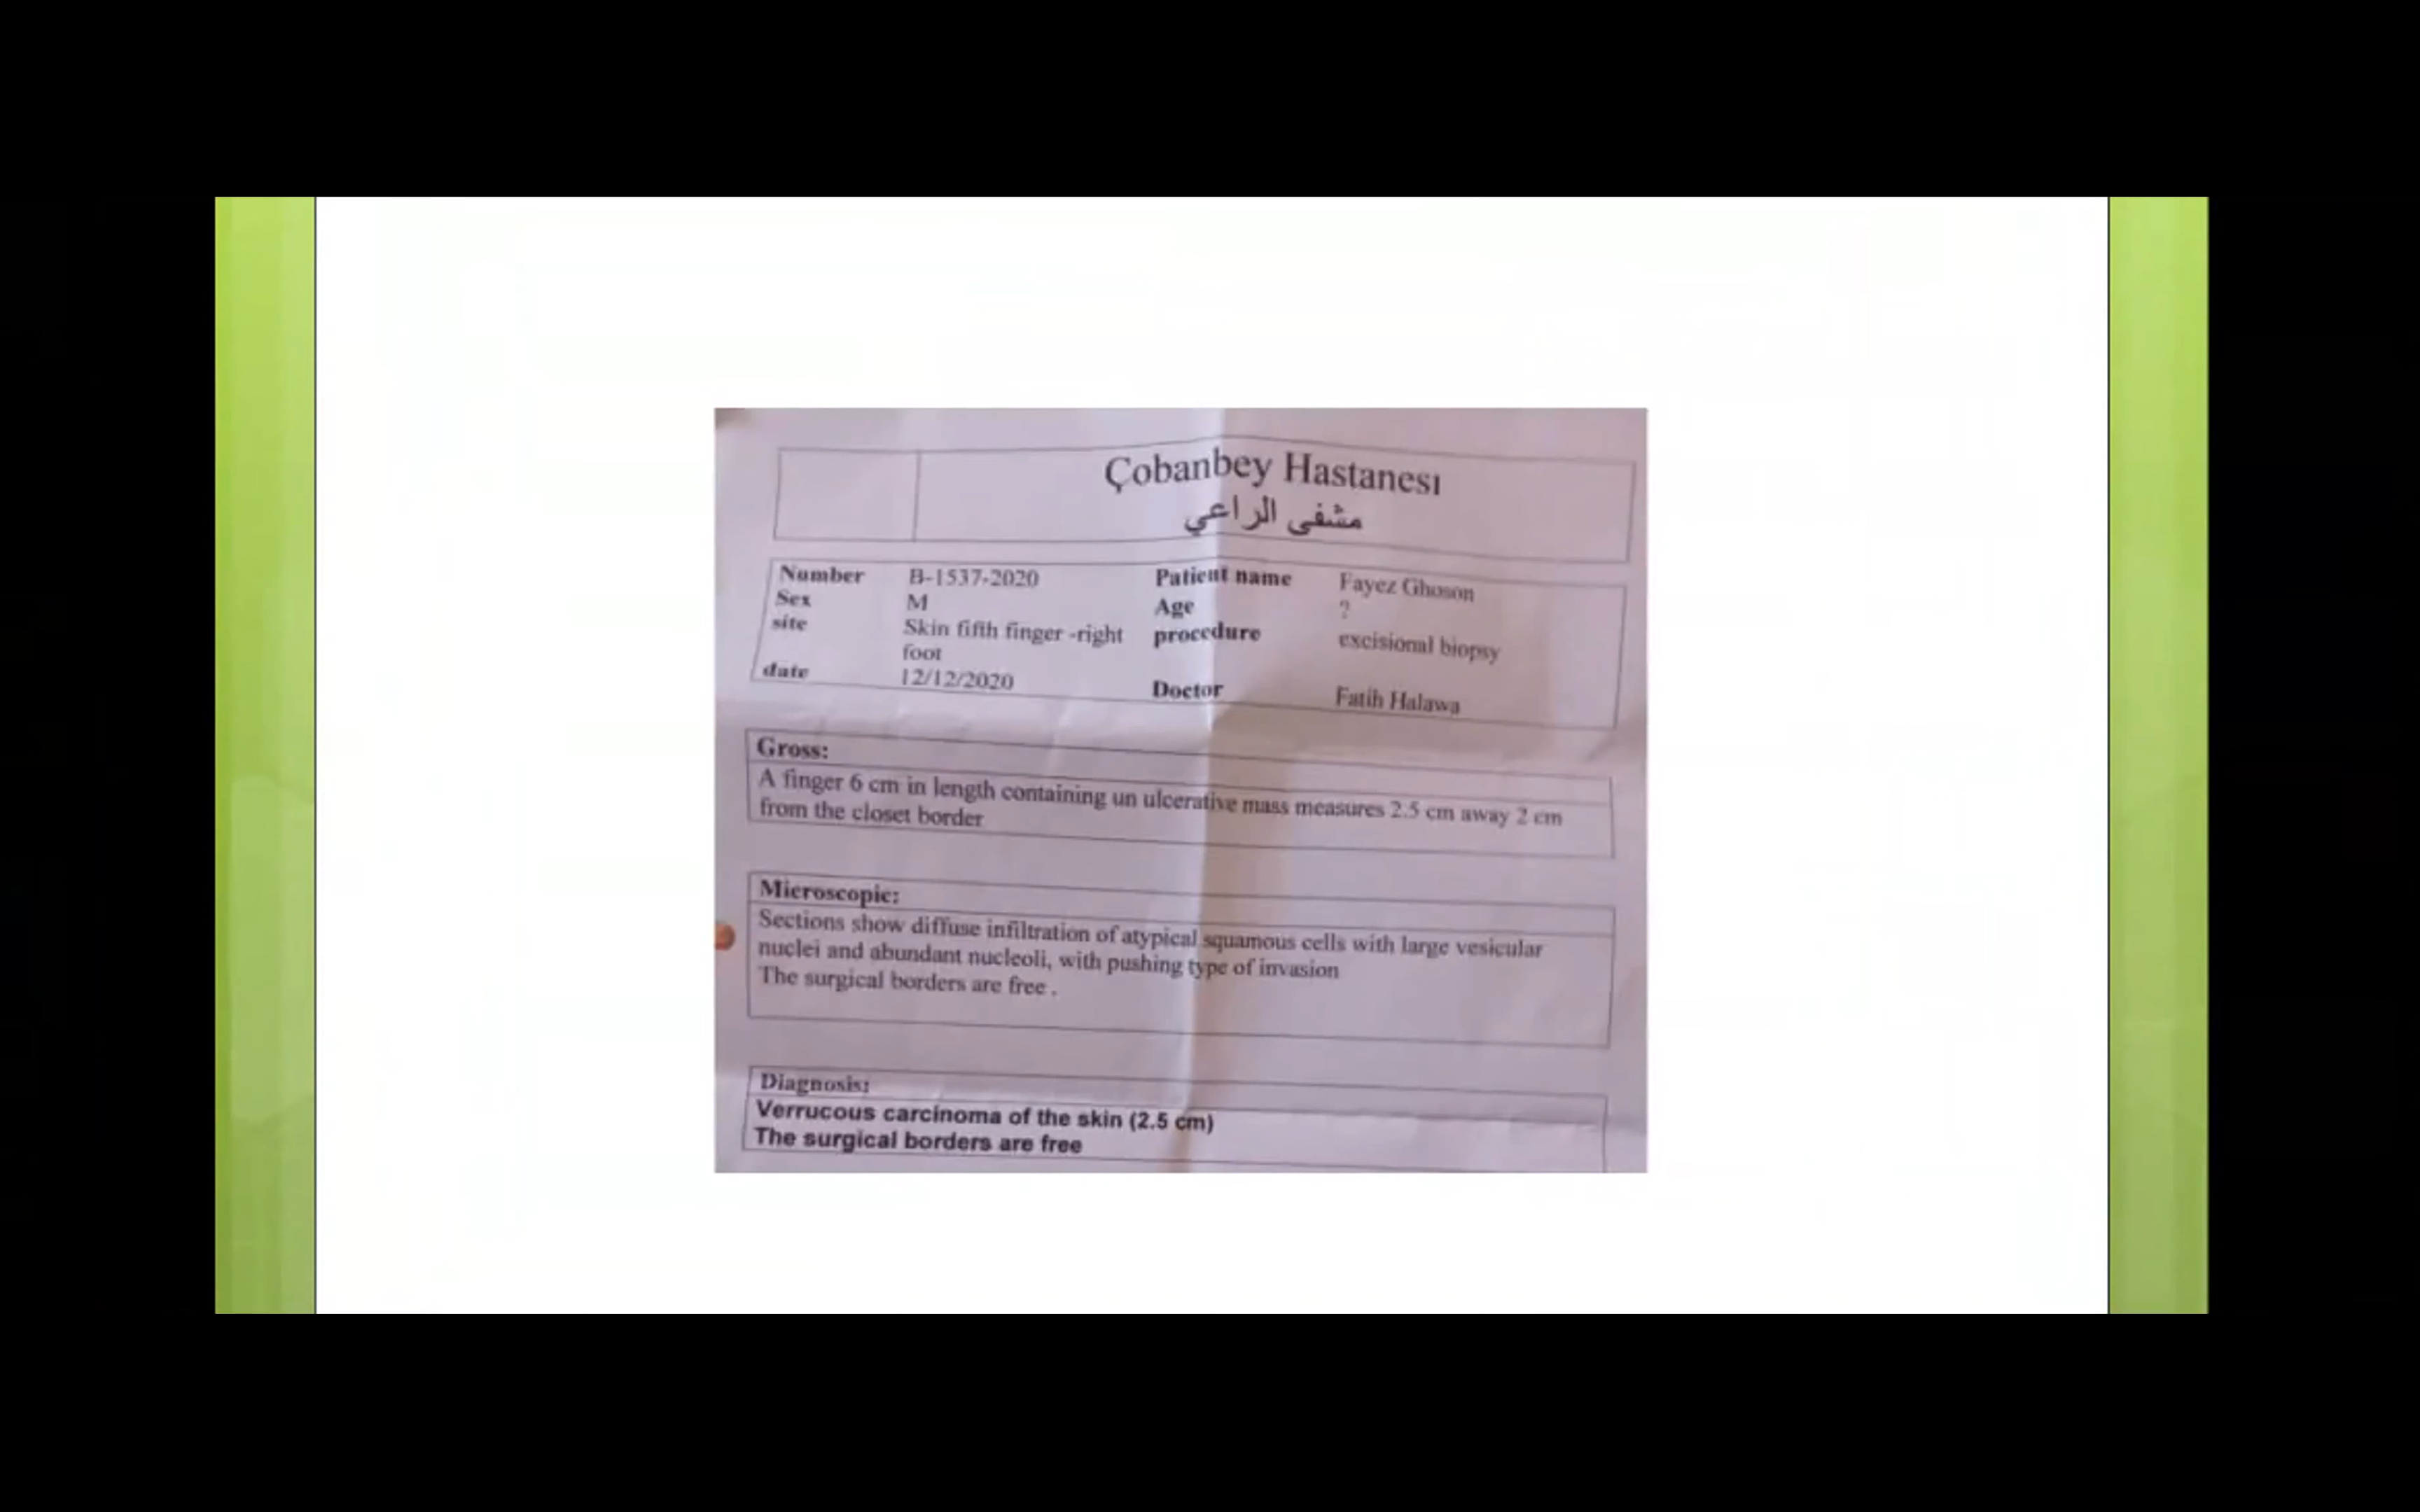 Çobanbey Hastanesı
مشفى الراعي
Number B-1537-2020 Patient name Fayez Ghoson
Sex M Age ?
site Skin fifth finger -right procedure excisional biopsy
foot
date 12/12/2020 Doctor Fatih Halawa
Gross:
A finger 6 cm in length containing un ulcerative mass measures 2.5 cm away 2 cm
from the closet border
Microscopic:
Sections show diffuse infiltration of atypical squamous cells with large vesicular
nuclei and abundant nucleoli, with pushing type of invasion
The surgical borders are free .
Diagnosis:
Verrucous carcinoma of the skin (2.5 cm)
The surgical borders are free